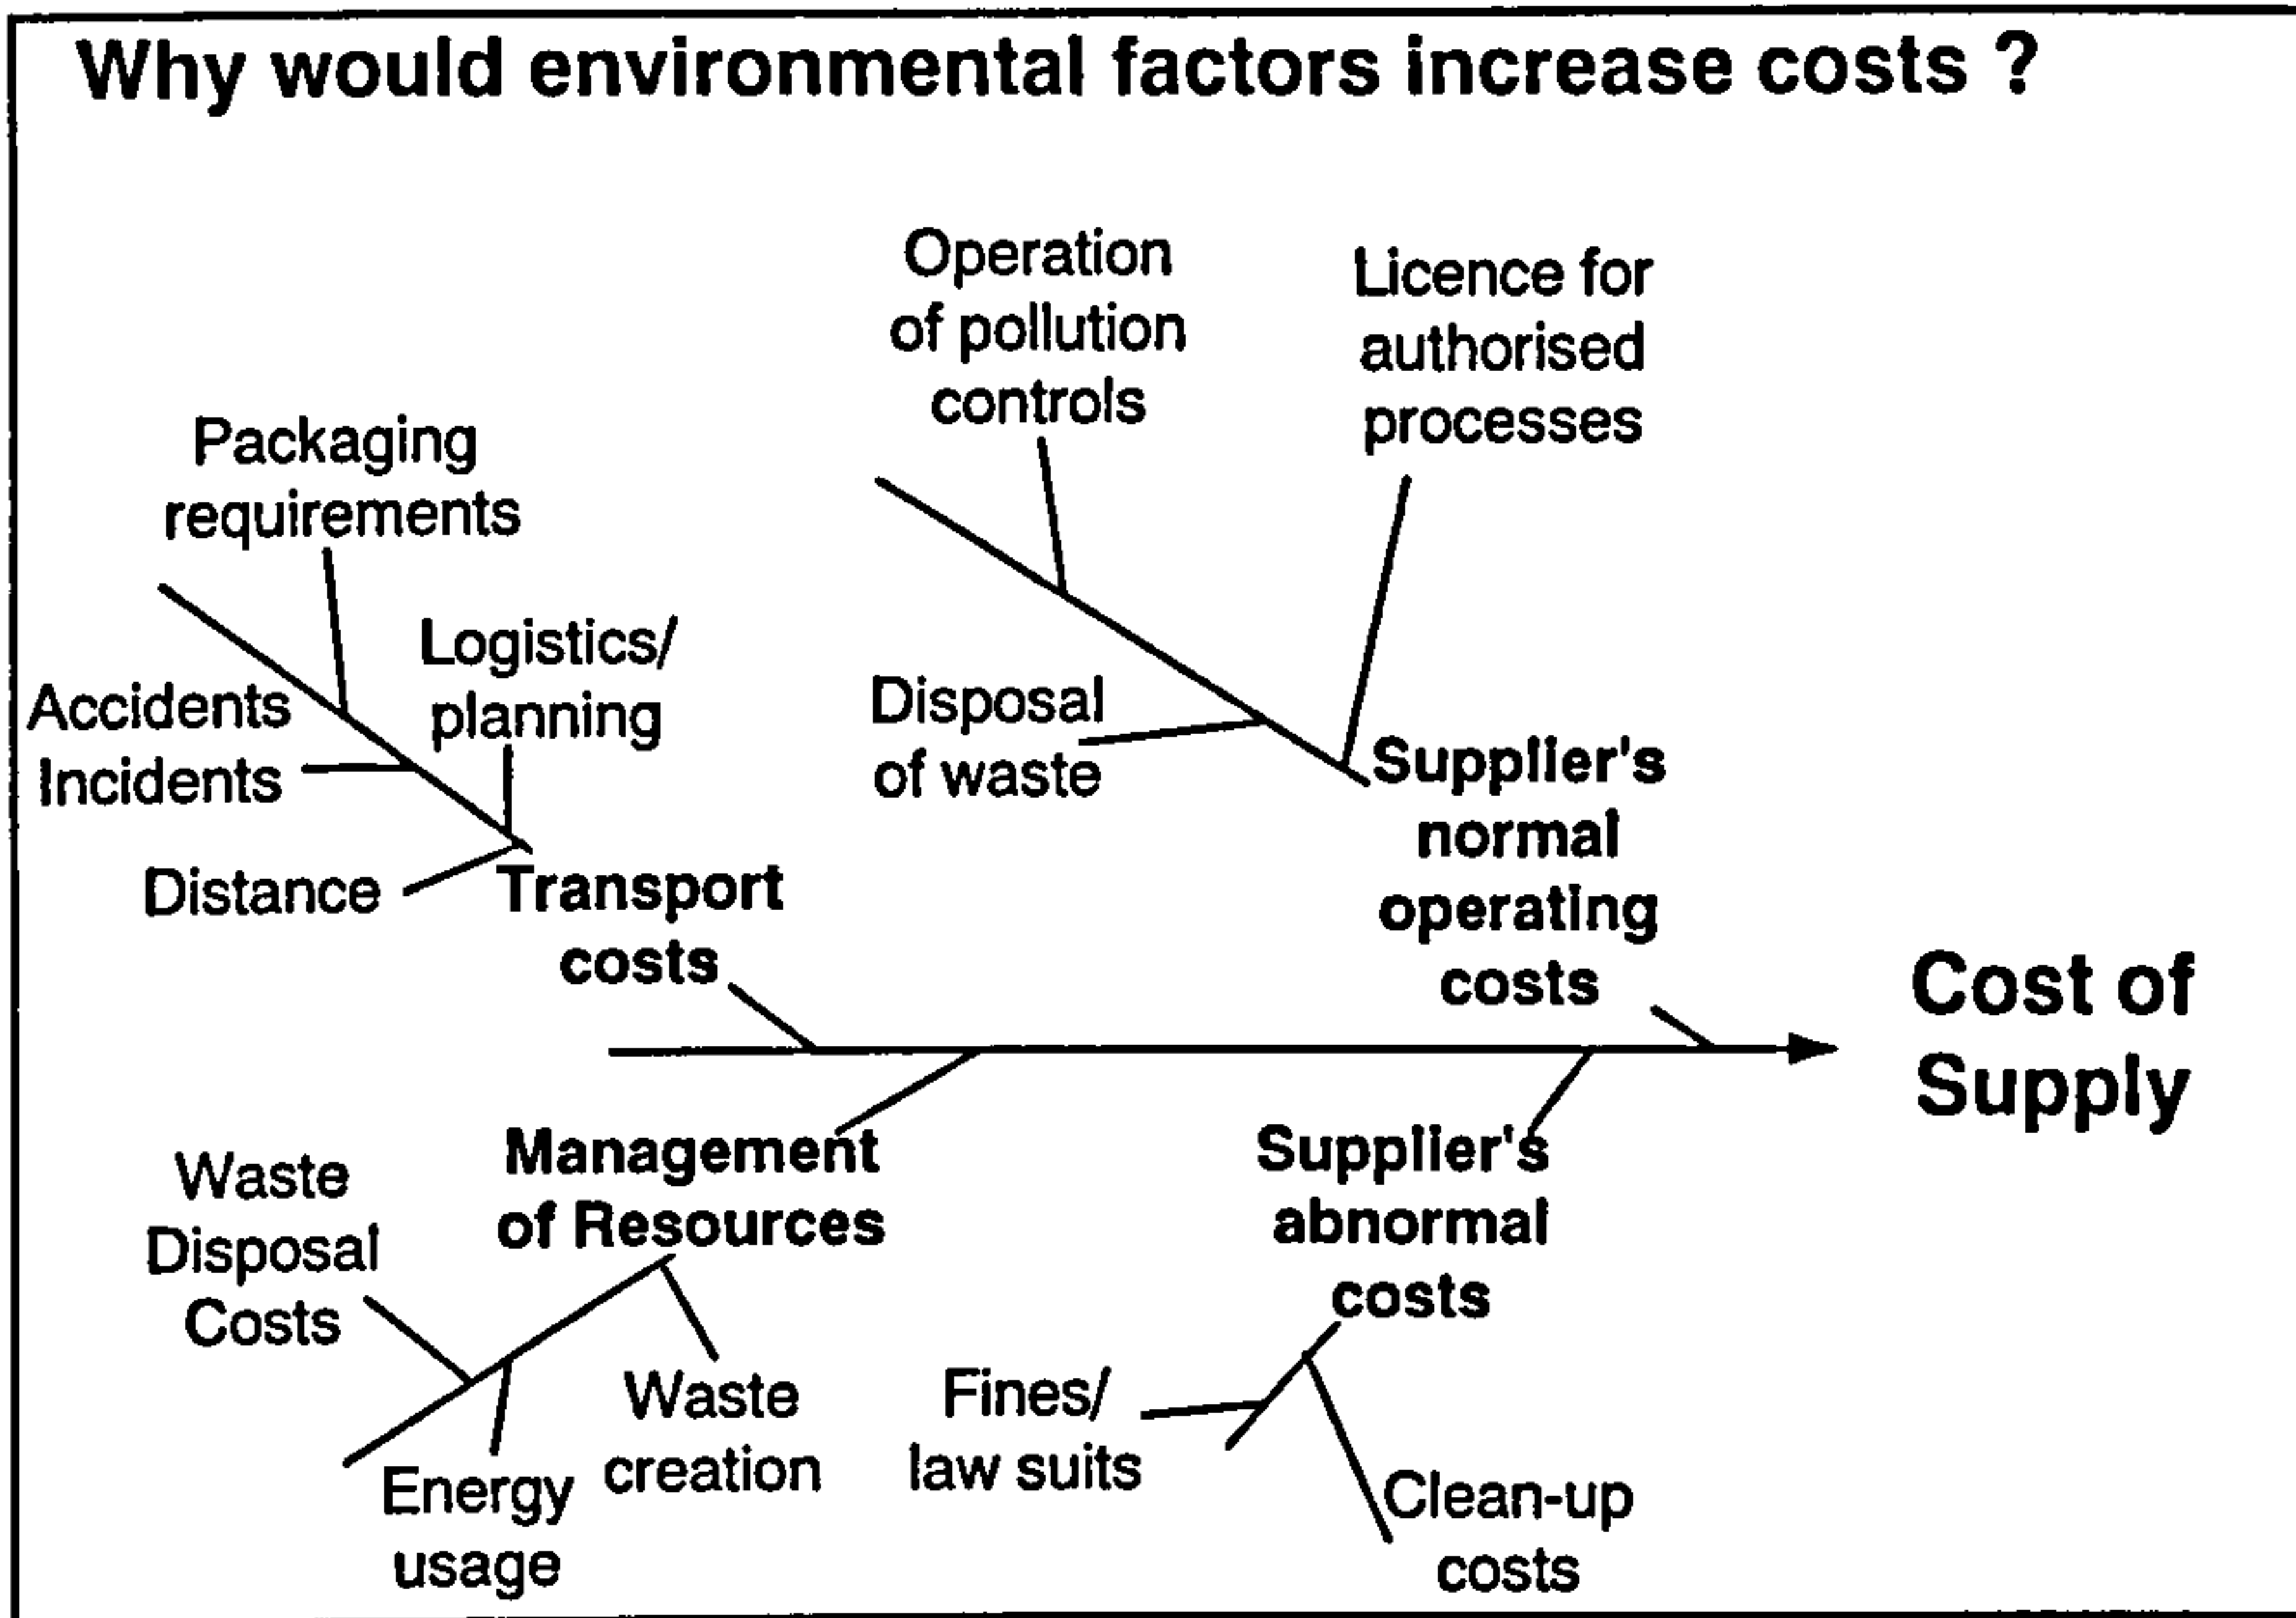 Why would environmental factors increase costs ?
Operation
of pollution
controls
Licence for
authorised
processes
Packaging
requirements
Logistics/
planning
Accidents
Incidents
Distance
Transport
costs
Disposal
of waste
Supplier's
normal
operating
costs
Cost of
Supply
Management
of Resources
Waste
Disposal
Costs
Energy
usage
Waste
creation
Supplier's
abnormal
costs
Fines/
law suits
Clean-up
costs